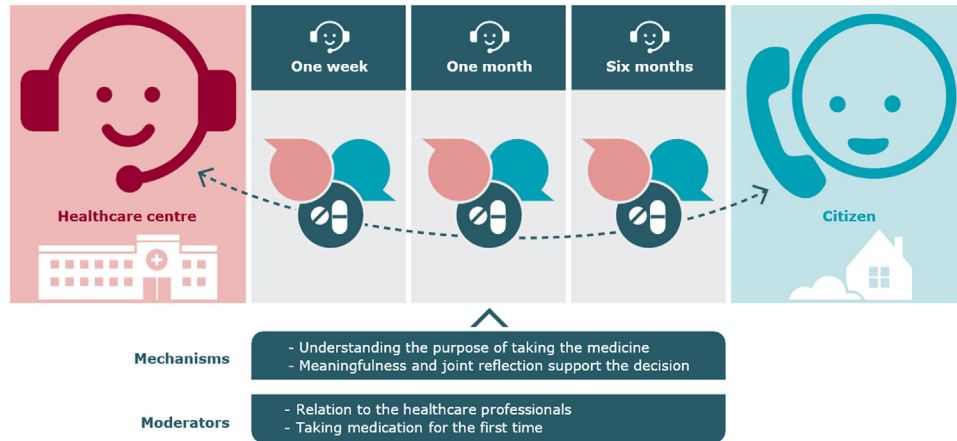 One week
One month
Six months
Healthcare centre
Citizen
Mechanisms
- Understanding the purpose of taking the medicine
- Meaningfulness and joint reflection support the decision
Moderators
- Relation to the healthcare professionals
- Taking medication for the first time